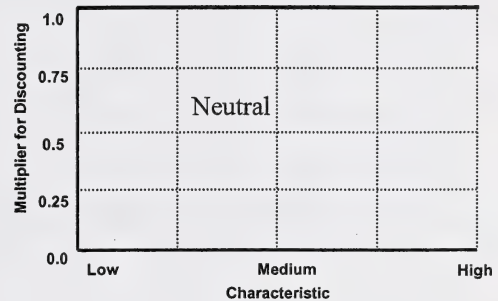 Multiplier for Discounting
1.0
0.75
0.5
0.25
0.0
Neutral
Low Medium High
Characteristic